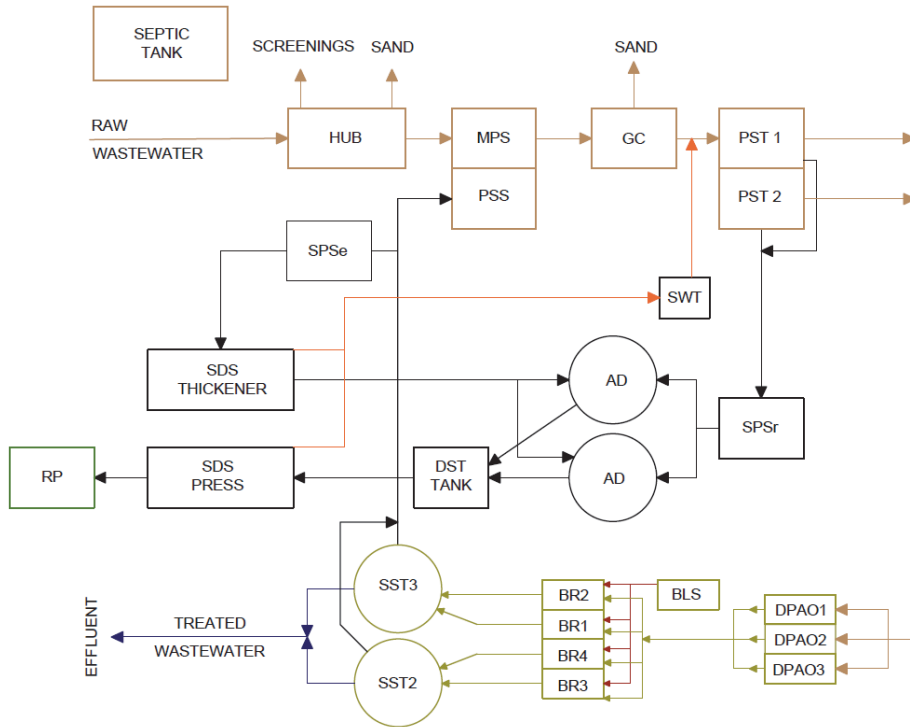 SEPTIC
TANK
SCREENINGS
SAND
SAND
RAW
WASTEWATER
HUB
MPS
GC
PST 1
PSS
PST 2
SPSe
SWT
SDS
THICKENER
AD
SPSr
RP
SDS
PRESS
DST
TANK
AD
SST3
BR2
BLS
DPAO1
BR1
EFFLUENT
TREATED
WASTEWATER
DPAO2
BR4
DPAO3
SST2
BR3